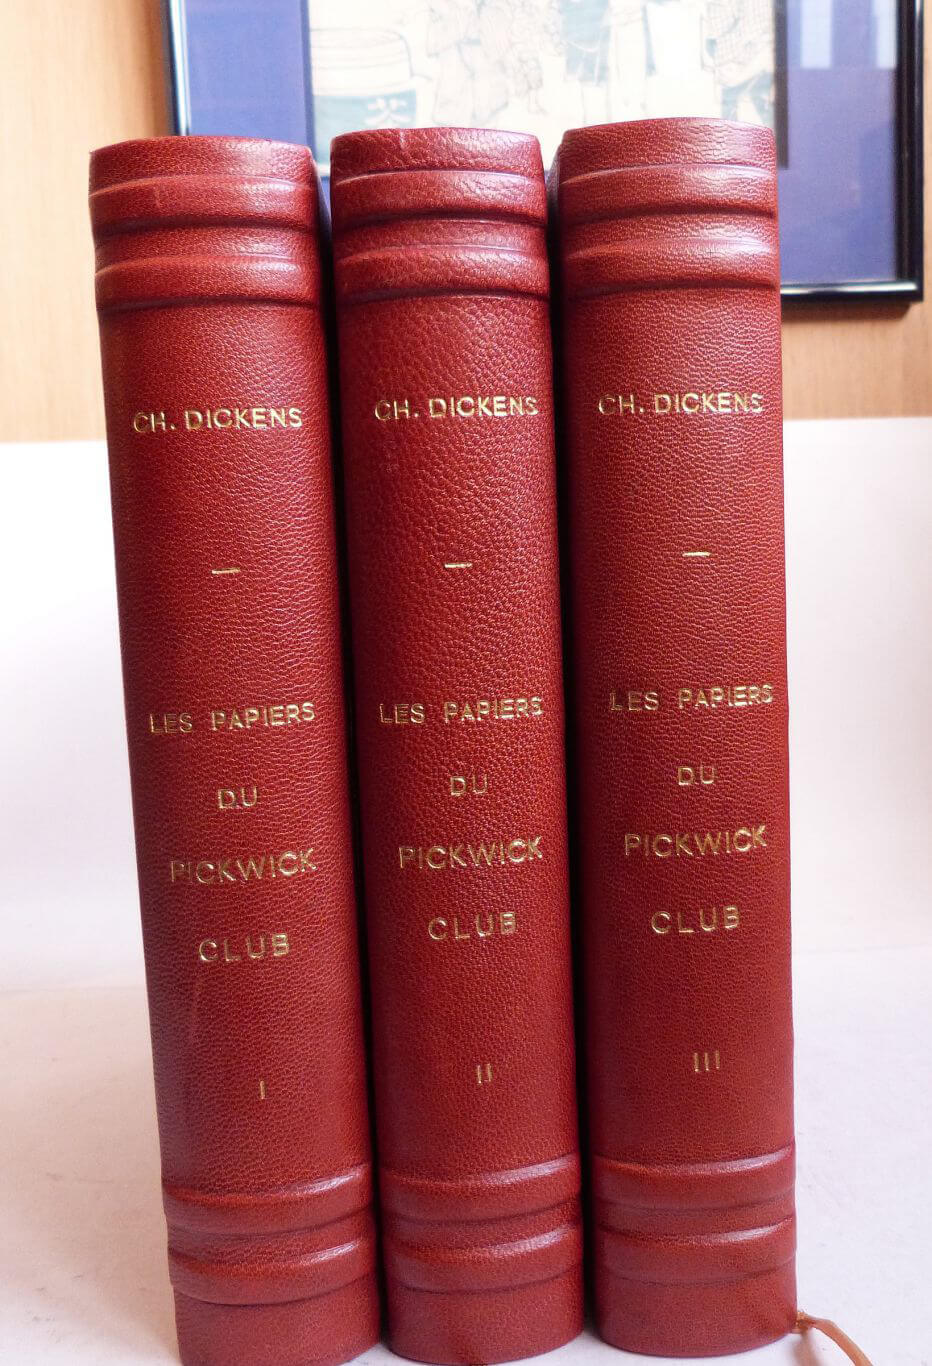 CH. DICKENS
LES PAPIERS
DU
PICKWICK
CLUB
I
CH. DICKENS
LES PAPIERS
DU
PICKWICK
CLUB
II
CH. DICKENS
LES PAPIERS
DU
PICKWICK
CLUB
III